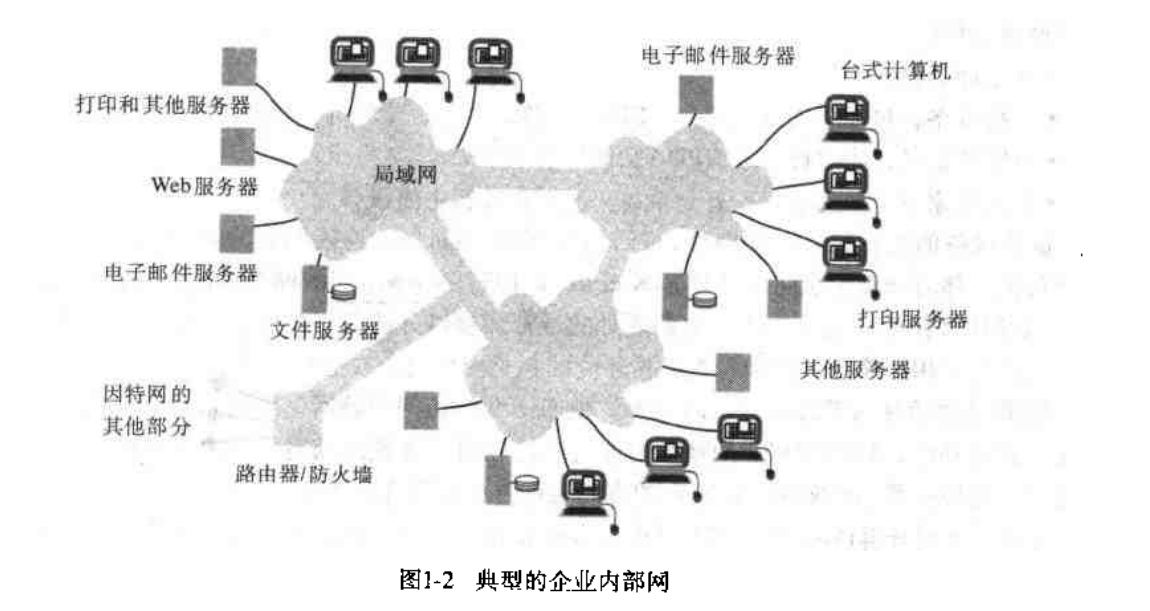 电子邮件服务器
台式计算机
打印和其他服务器
局域网
Web服务器
电子邮件服务器
文件服务器
打印服务器
其他服务器
因特网的
其他部分
路由器/防火墙
图1-2 典型的企业内部网